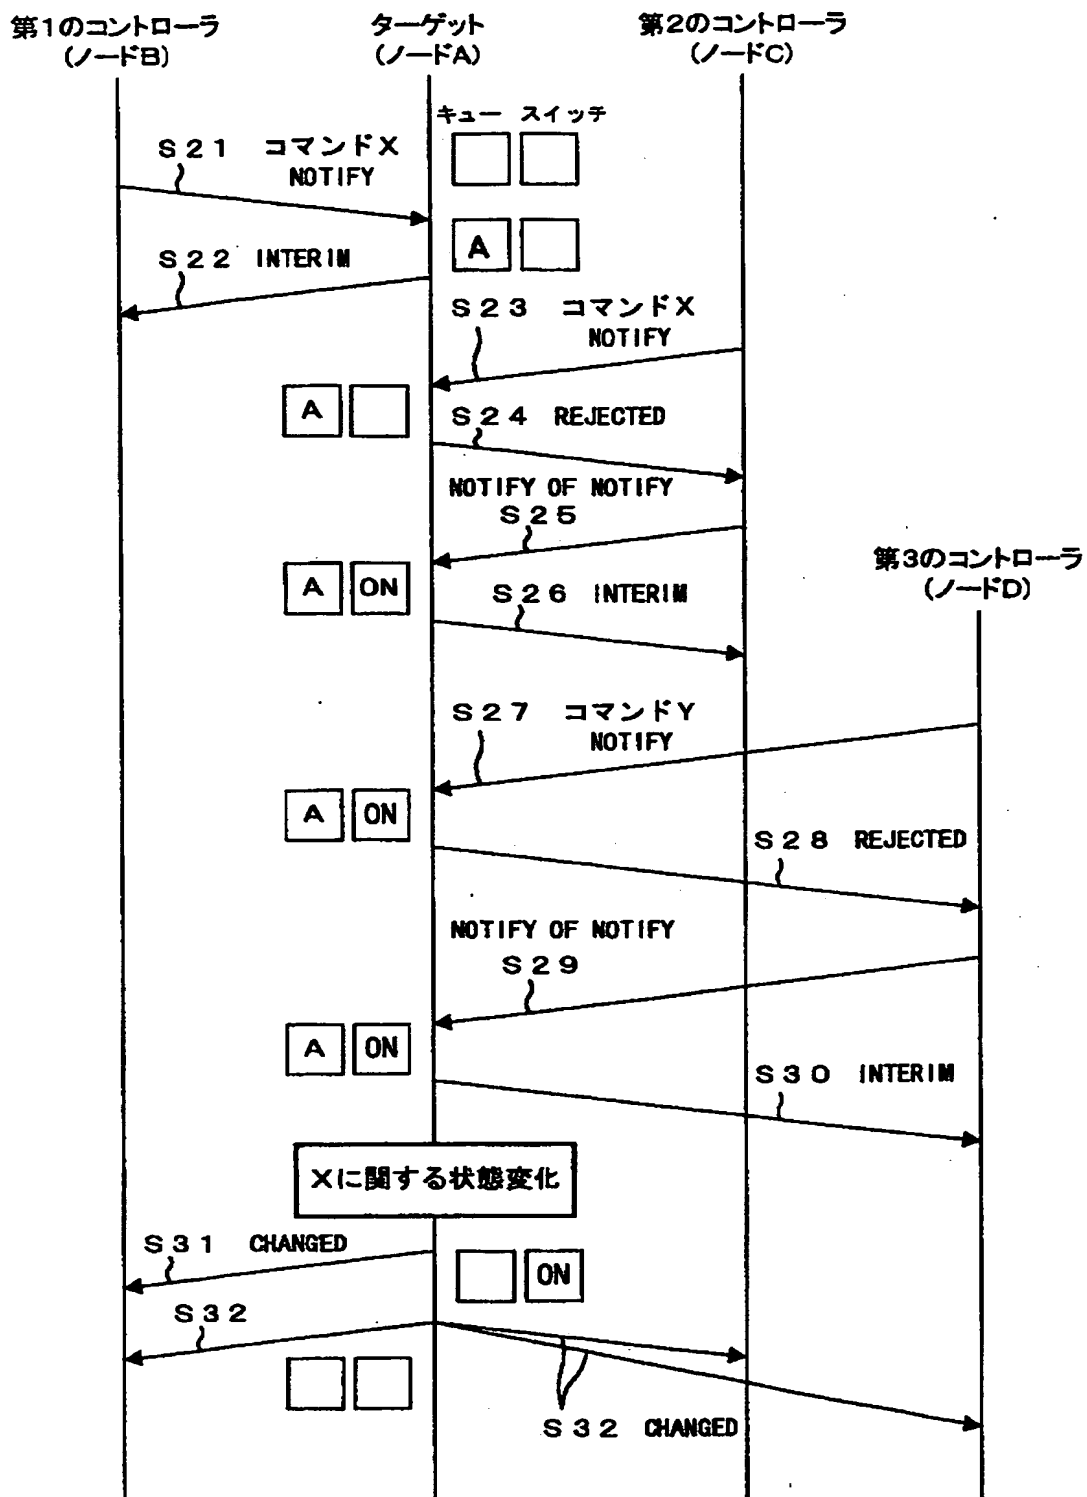 第1のコントローラ
(ノードB)
ターゲット
(ノードA)
第2のコントローラ
(ノードC)
キュー スイッチ
S21 コマンドX
NOTIFY
A
S22 INTERIM
S23 コマンドX
NOTIFY
A
S24 REJECTED
NOTIFY OF NOTIFY
S25
第3のコントローラ
(ノードD)
A ON
S26 INTERIM
S27 コマンドY
NOTIFY
A ON
S28 REJECTED
NOTIFY OF NOTIFY
S29
A ON
S30 INTERIM
Xに関する状態変化
S31 CHANGED
ON
S32
S32 CHANGED